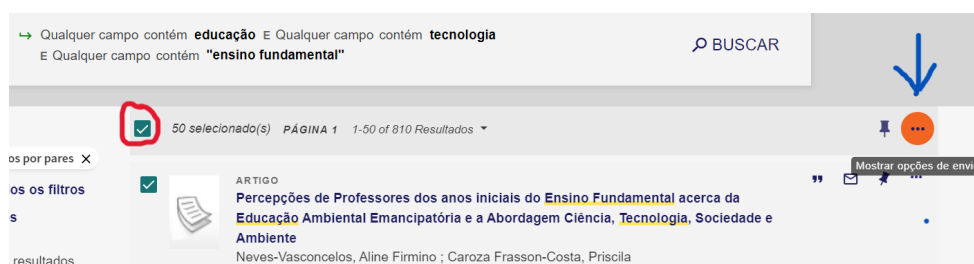 Qualquer campo contém educação E Qualquer campo contém tecnologia
E Qualquer campo contém "ensino fundamental"
BUSCAR
50 selecionado(s) PÁGINA 1 1-50 of 810 Resultados
os por pares X
Mostrar opções de envi
os os filtros
s
resultados
ARTIGO
Percepções de Professores dos anos iniciais do Ensino Fundamental acerca da
Educação Ambiental Emancipatória e a Abordagem Ciência, Tecnologia, Sociedade e
Ambiente
Neves-Vasconcelos, Aline Firmino ; Caroza Frasson-Costa, Priscila